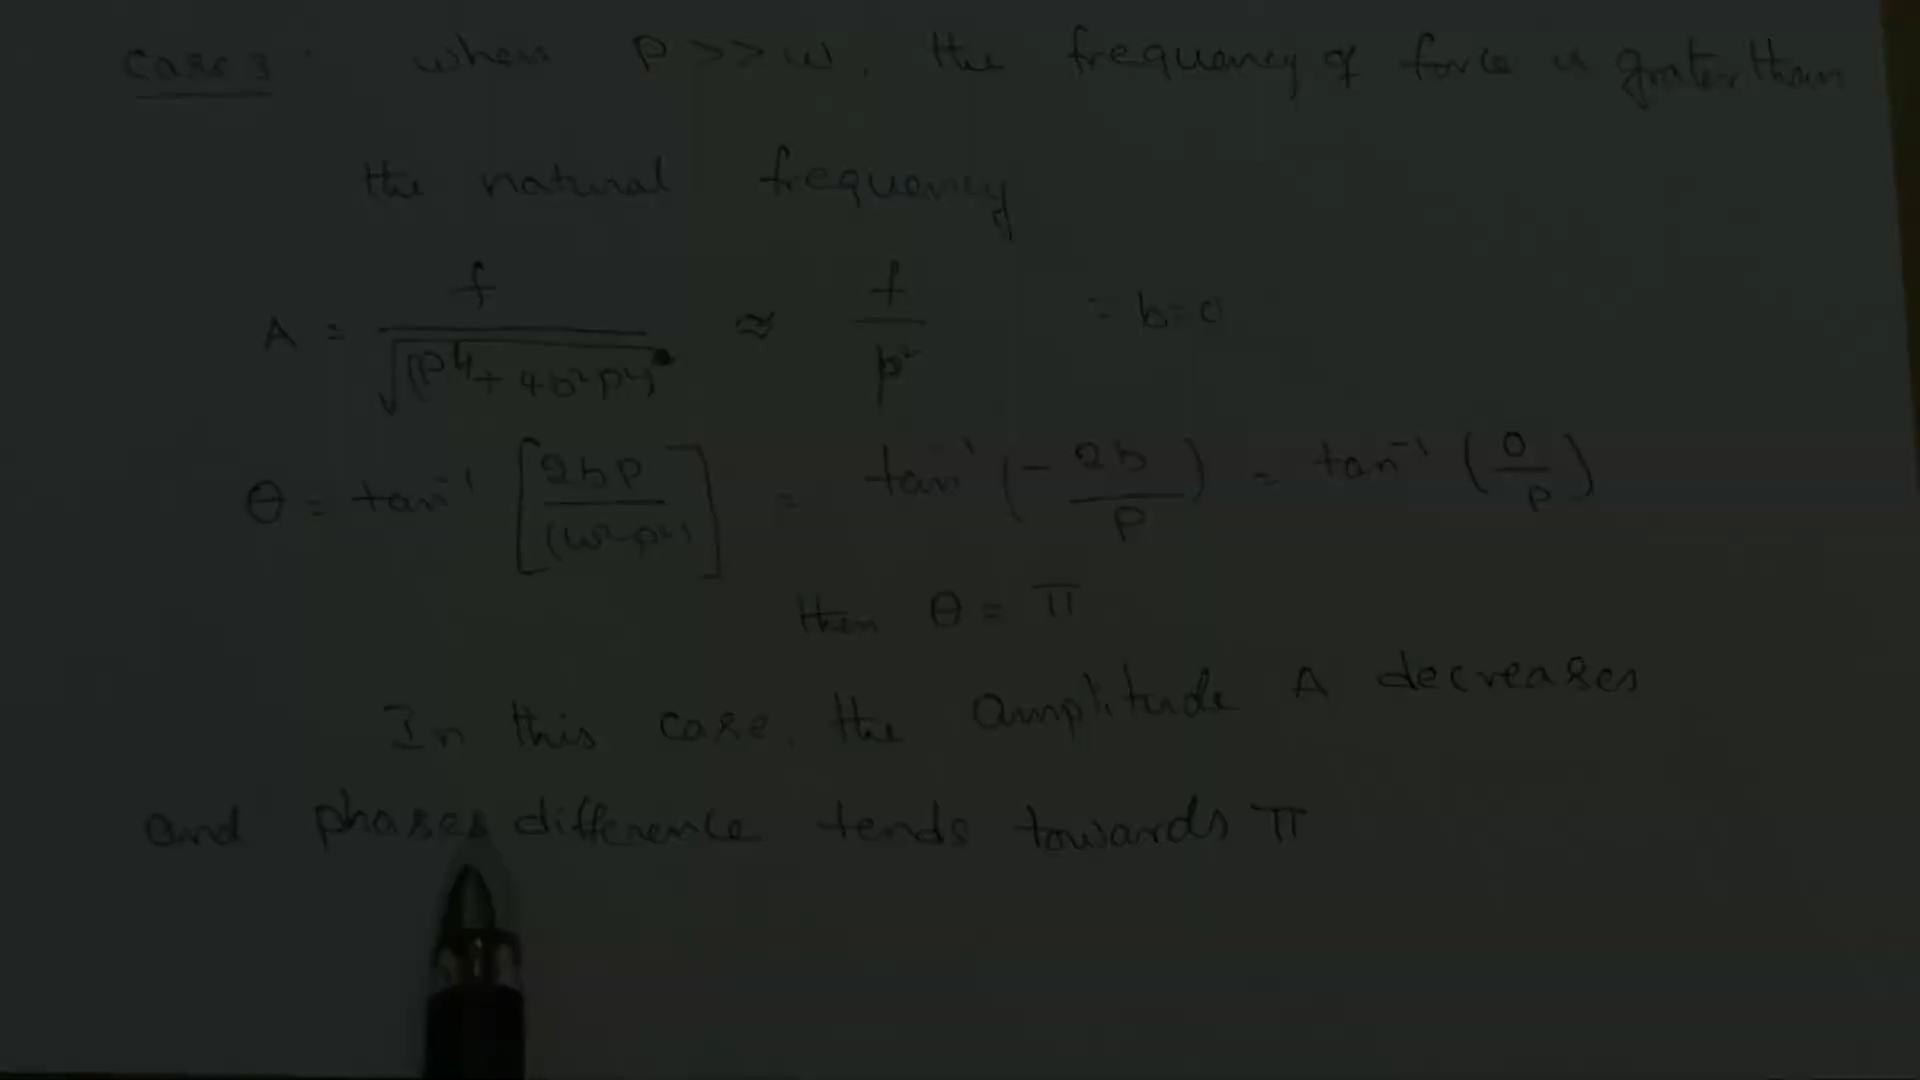 Case 3 : when P >> ω, the frequency of force is greater than
the natural frequency
A = f / √(P⁴ + 4b²P²) ≈ f / p² = b=0
θ = tan⁻¹ [2bp / (ω²-p²)] = tan⁻¹ (- 2b / P) = tan⁻¹ (0 / P)
then θ = π
In this case, the amplitude A decreases
and phases difference tends towards π